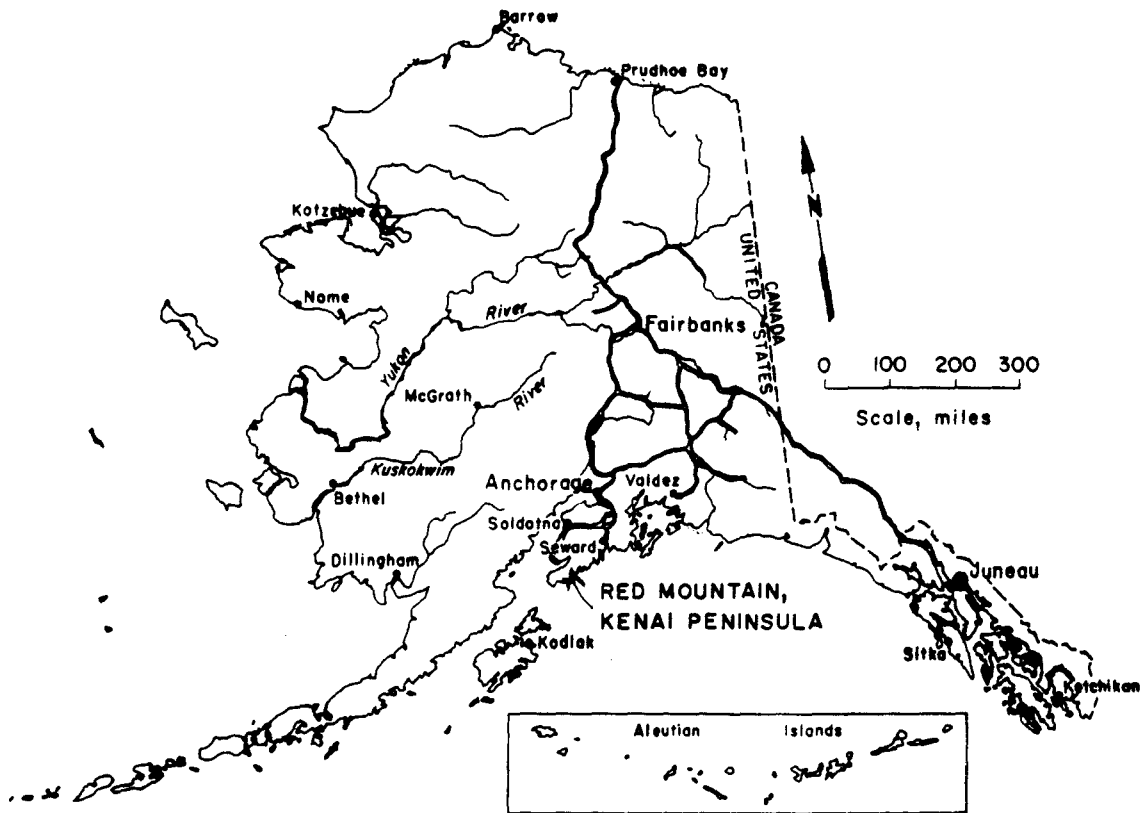 Barrow
Prudhoe Bay
Kotzebue
N
UNITED STATES
CANADA
Nome
River
Fairbanks
Yukon
0 100 200 300
Scale, miles
McGrath
River
Kuskokwim
Anchorage
Valdez
Bethel
Soldotna
Seward
Dillingham
Juneau
RED MOUNTAIN,
KENAI PENINSULA
Kodiak
Sitka
Ketchikan
Aleutian Islands